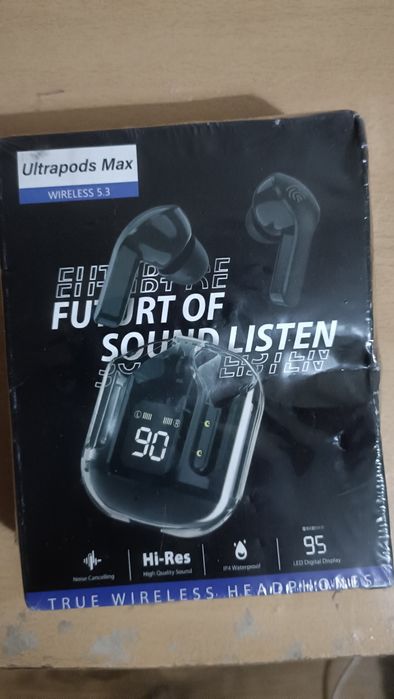 Ultrapods Max
WIRELESS 5.3
FUTURT OF
SOUND LISTEN
90
Hi-Res
95
Noise Cancelling
High Quality Sound
IP4 Waterproof
LED Digital Display
TRUE WIRELESS HEADPHONES